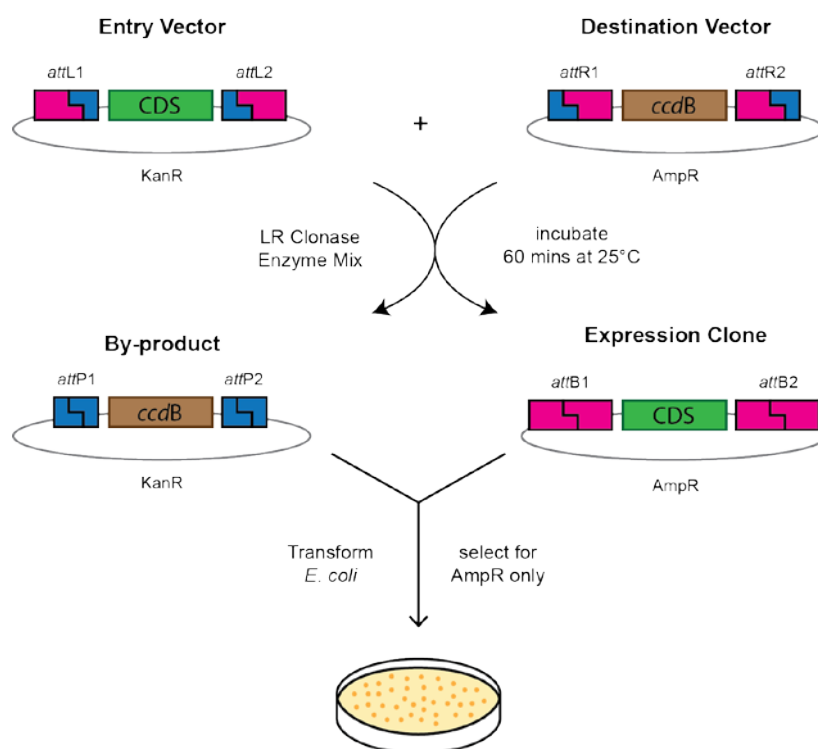 Entry Vector
Destination Vector
attL1
attL2
attR1
attR2
CDS
ccdB
+
KanR
AmpR
LR Clonase
Enzyme Mix
incubate
60 mins at 25°C
By-product
Expression Clone
attP1
attP2
attB1
attB2
ccdB
CDS
KanR
AmpR
Transform
E. coli
select for
AmpR only